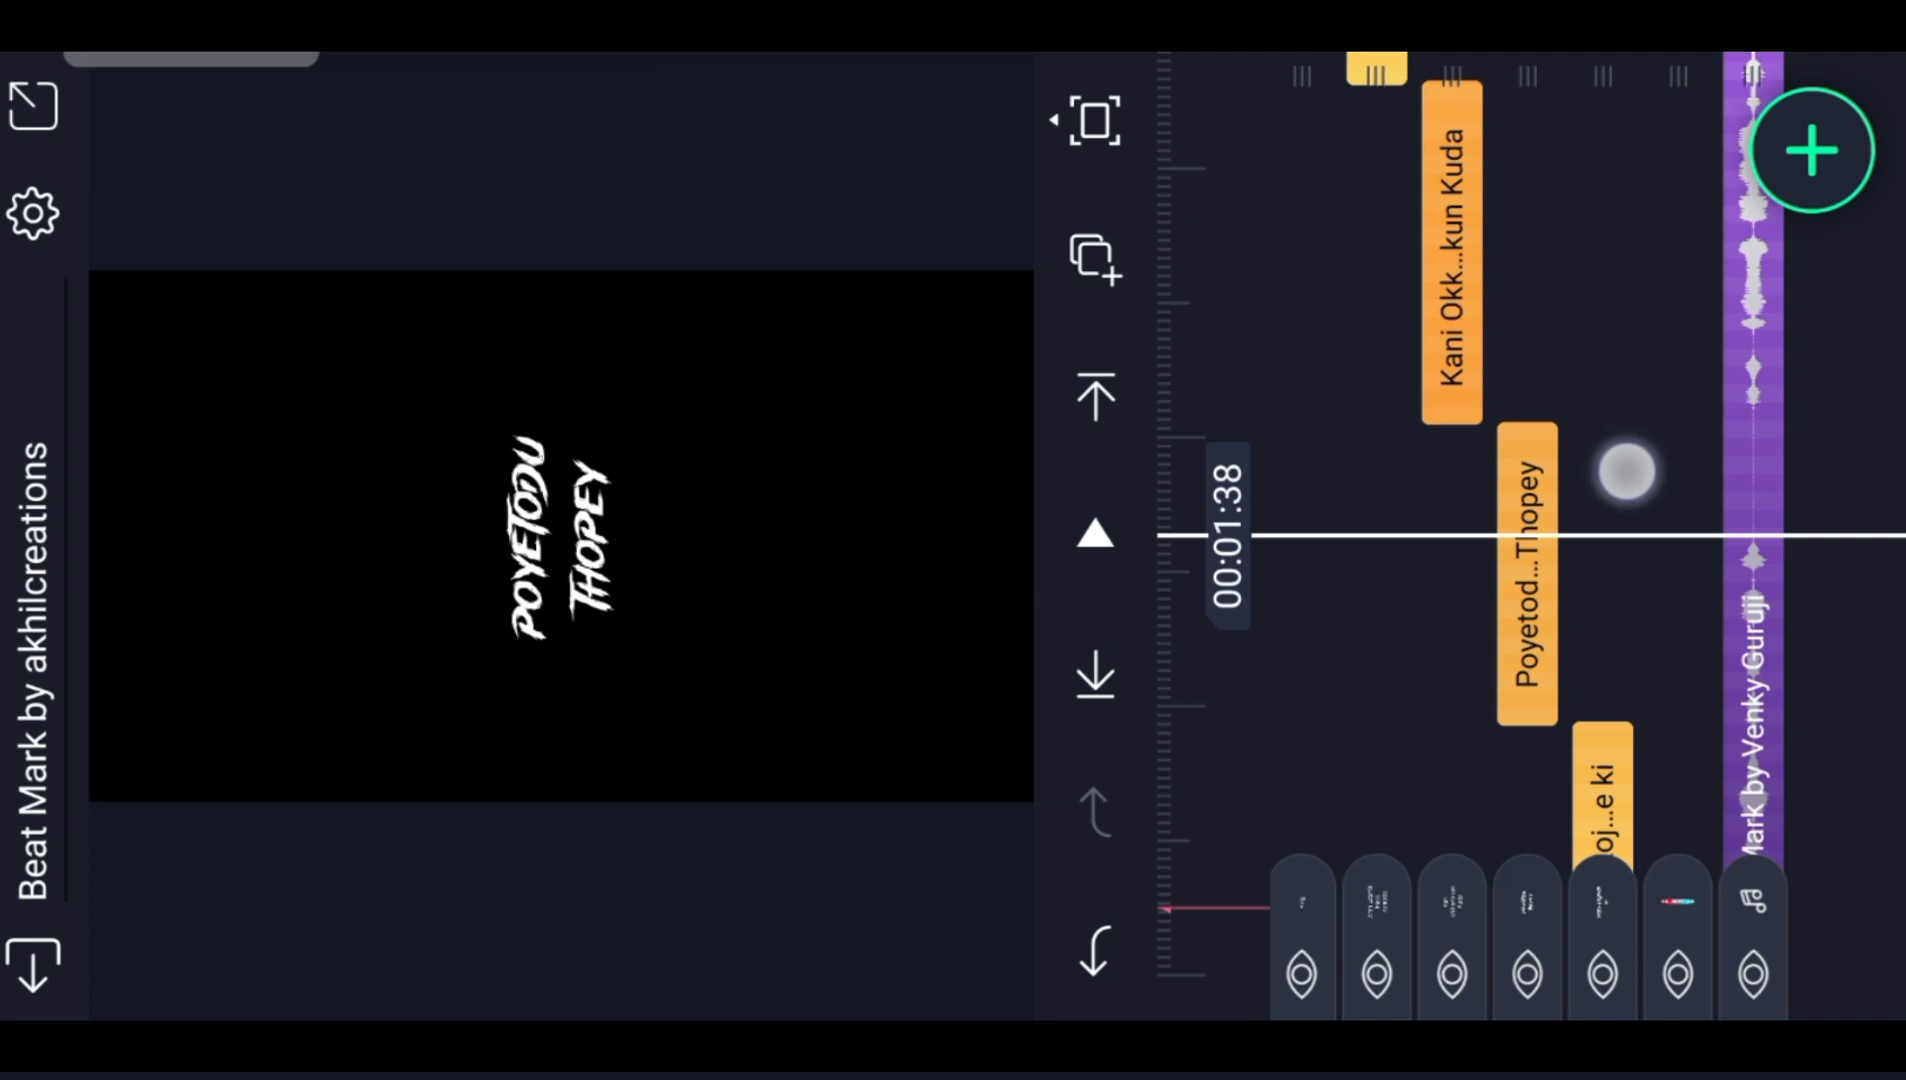 Beat Mark by akhilcreations
POYETODU
THOPEY
00:01:38
Kani Okk...kun Kuda
Poyetod...Thopey
oj...e ki
Mark by Venky Guruji